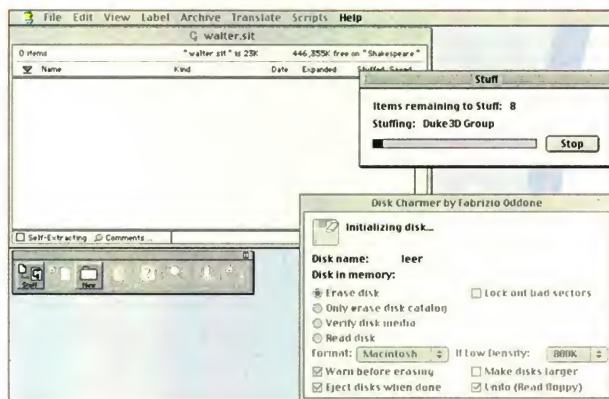 File Edit View Label Archive Translate Scripts Help
walter.sit
0 items "walter.sit" is 23K 446,355K free on "Shakespeare"
Name Kind Date Expanded Stuffed Saved
Self-Extracting Comments...
Stuff New
Stuff
Items remaining to Stuff: 8
Stuffing: Duke3D Group
Stop
Disk Charmer by Fabrizio Oddone
Initializing disk...
Disk name: leer
Disk in memory:
Erase disk Lock out bad sectors
Only erase disk catalog
Verify disk media
Read disk
Format: Macintosh If Low Density: 800K
Warn before erasing Make disks larger
Eject disks when done Undo (Read floppy)